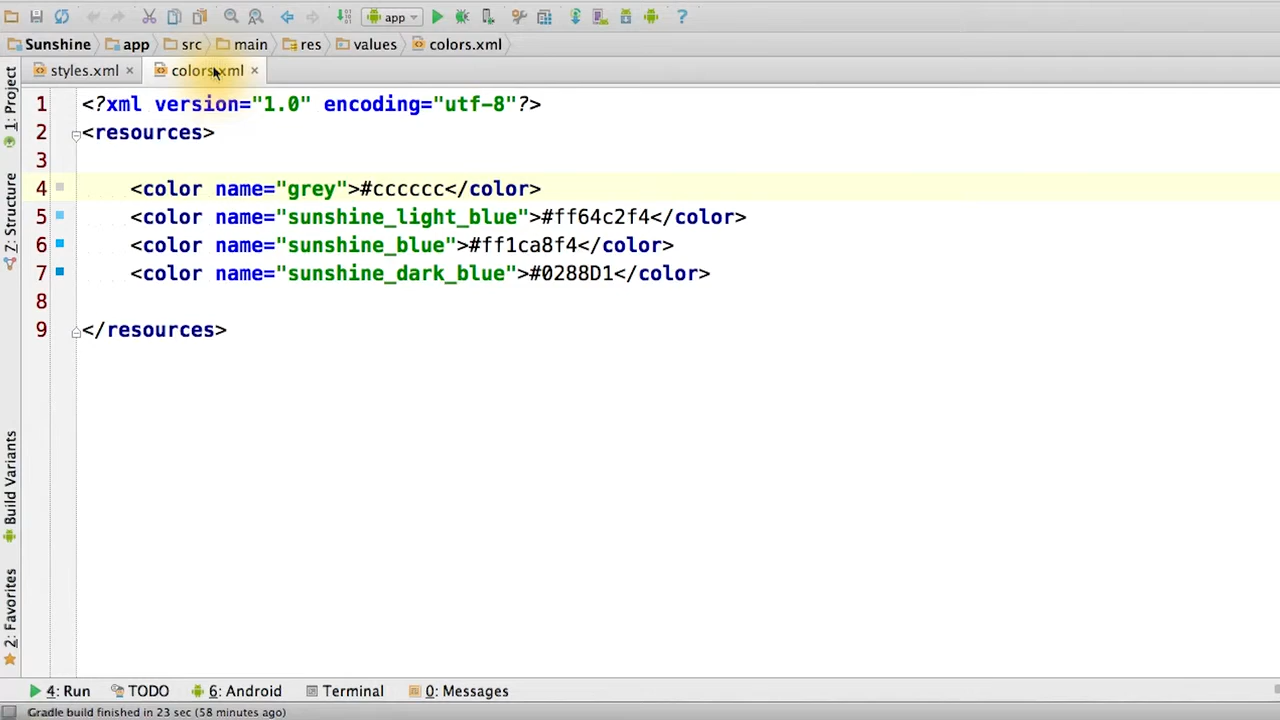 app
Sunshine app src main res values colors.xml
styles.xml colors.xml
1 <?xml version="1.0" encoding="utf-8"?>
2 <resources>
3
4 <color name="grey">#cccccc</color>
5 <color name="sunshine_light_blue">#ff64c2f4</color>
6 <color name="sunshine_blue">#ff1ca8f4</color>
7 <color name="sunshine_dark_blue">#0288D1</color>
8
9 </resources>
1: Project
7: Structure
Build Variants
2: Favorites
4: Run TODO 6: Android Terminal 0: Messages
Gradle build finished in 23 sec (58 minutes ago)